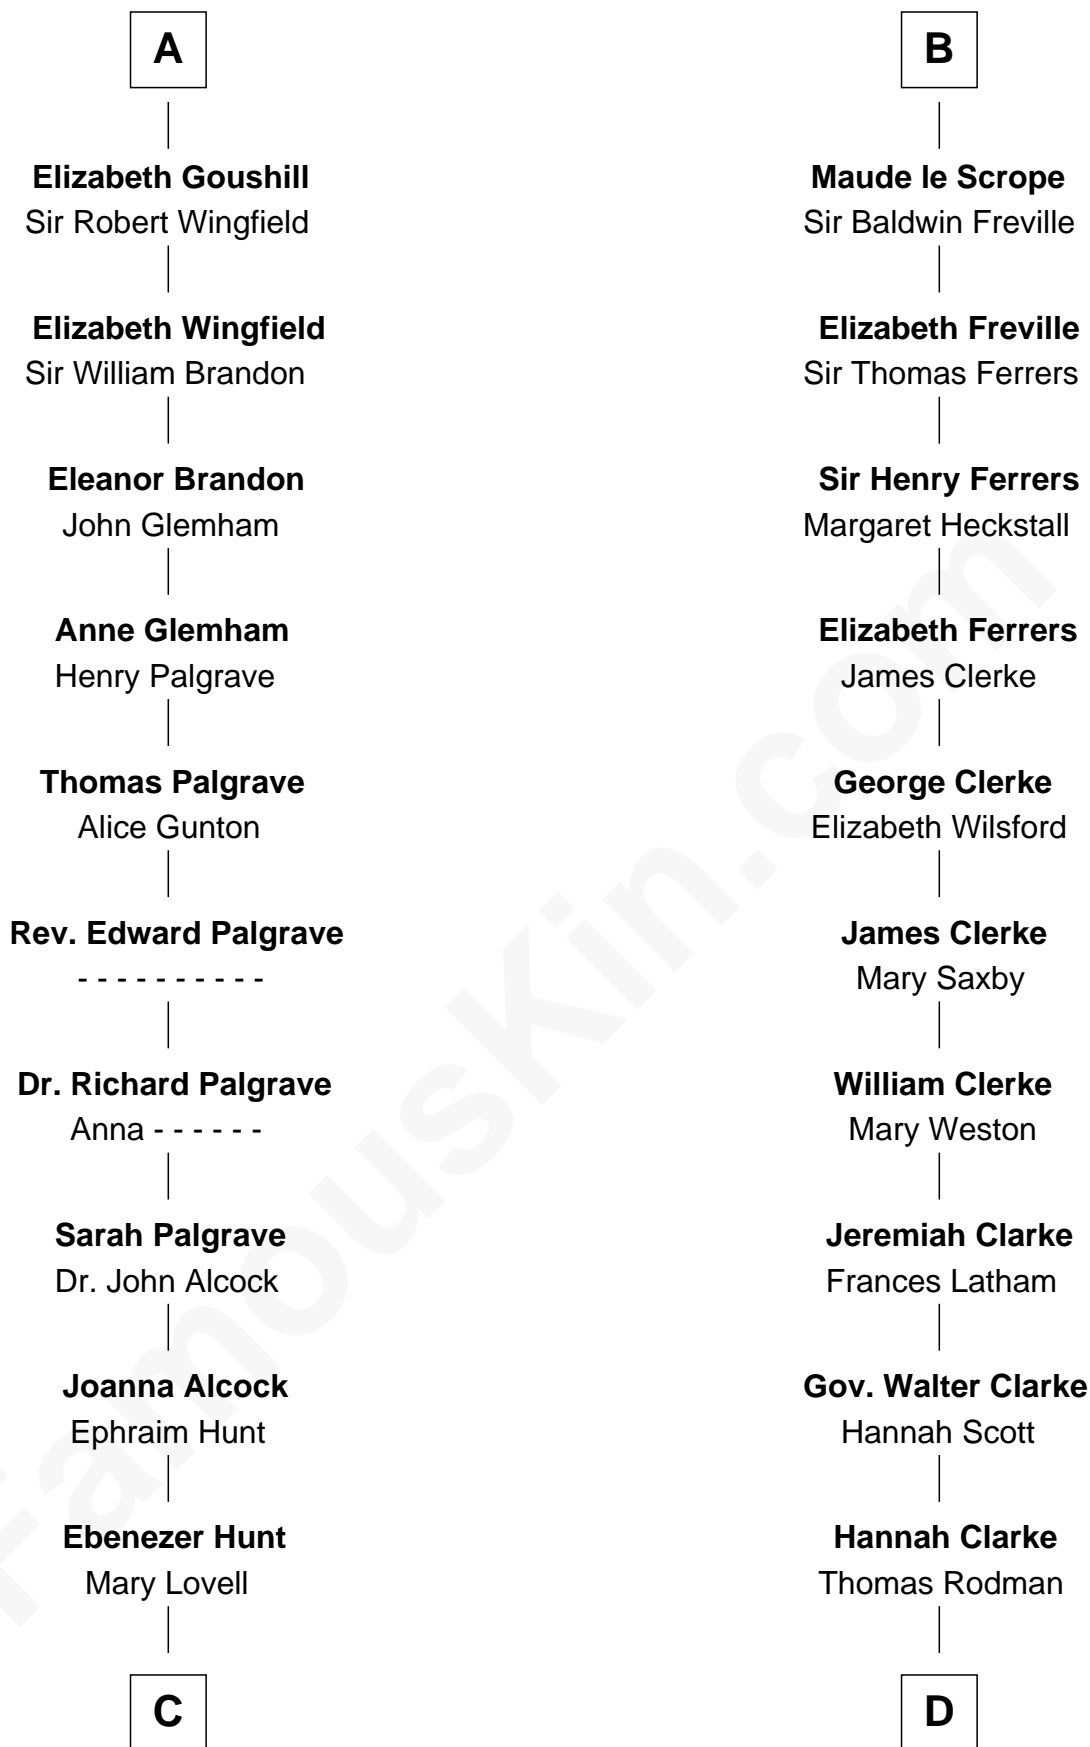 A
Elizabeth Goushill
Sir Robert Wingfield
Elizabeth Wingfield
Sir William Brandon
Eleanor Brandon
John Glemham
Anne Glemham
Henry Palgrave
Thomas Palgrave
Alice Gunton
Rev. Edward Palgrave
- - - - - - - - - -
Dr. Richard Palgrave
Anna - - - - - -
Sarah Palgrave
Dr. John Alcock
Joanna Alcock
Ephraim Hunt
Ebenezer Hunt
Mary Lovell
C
B
Maude le Scrope
Sir Baldwin Freville
Elizabeth Freville
Sir Thomas Ferrers
Sir Henry Ferrers
Margaret Heckstall
Elizabeth Ferrers
James Clerke
George Clerke
Elizabeth Wilsford
James Clerke
Mary Saxby
William Clerke
Mary Weston
Jeremiah Clarke
Frances Latham
Gov. Walter Clarke
Hannah Scott
Hannah Clarke
Thomas Rodman
D
FamousKin.com